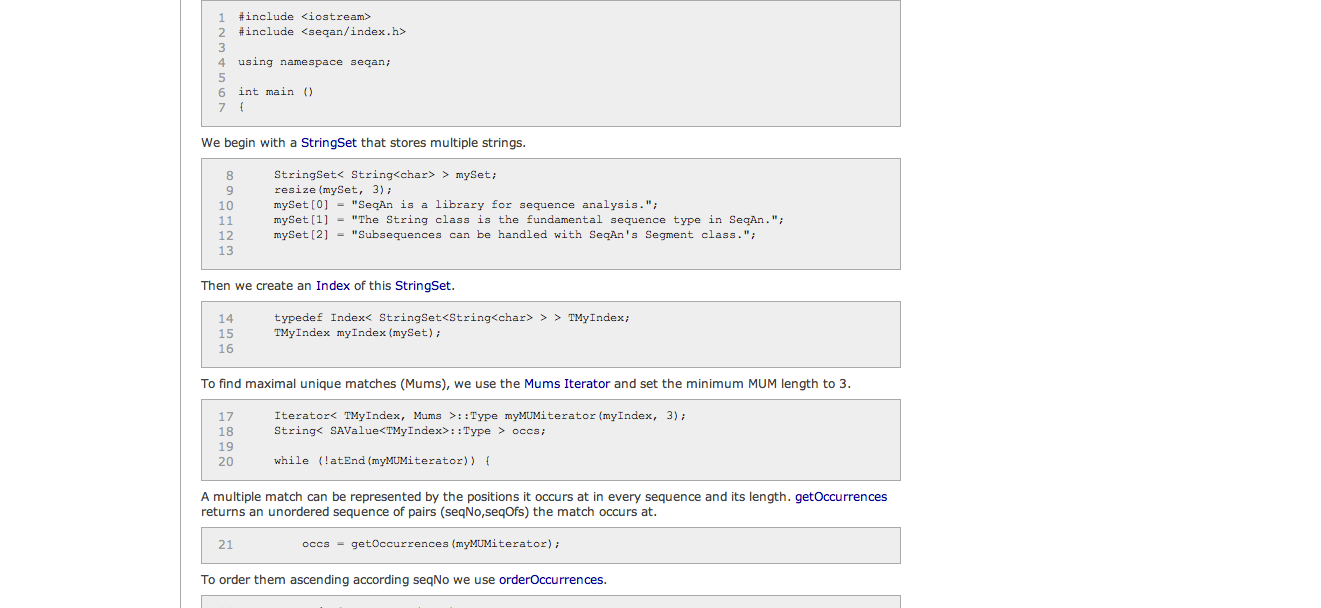 1 #include <iostream>
2 #include <seqan/index.h>
3
4 using namespace seqan;
5
6 int main ()
7 {
We begin with a StringSet that stores multiple strings.
8 StringSet< String<char> > mySet;
9 resize(mySet, 3);
10 mySet[0] = "SeqAn is a library for sequence analysis.";
11 mySet[1] = "The String class is the fundamental sequence type in SeqAn.";
12 mySet[2] = "Subsequences can be handled with SeqAn's Segment class.";
13
Then we create an Index of this StringSet.
14 typedef Index< StringSet<String<char> > > TMyIndex;
15 TMyIndex myIndex(mySet);
16
To find maximal unique matches (Mums), we use the Mums Iterator and set the minimum MUM length to 3.
17 Iterator< TMyIndex, Mums >::Type myMUMiterator(myIndex, 3);
18 String< SAValue<TMyIndex>::Type > occs;
19
20 while (!atEnd(myMUMiterator)) {
A multiple match can be represented by the positions it occurs at in every sequence and its length. getOccurrences
returns an unordered sequence of pairs (seqNo,seqOfs) the match occurs at.
21 occs = getOccurrences(myMUMiterator);
To order them ascending according seqNo we use orderOccurrences.